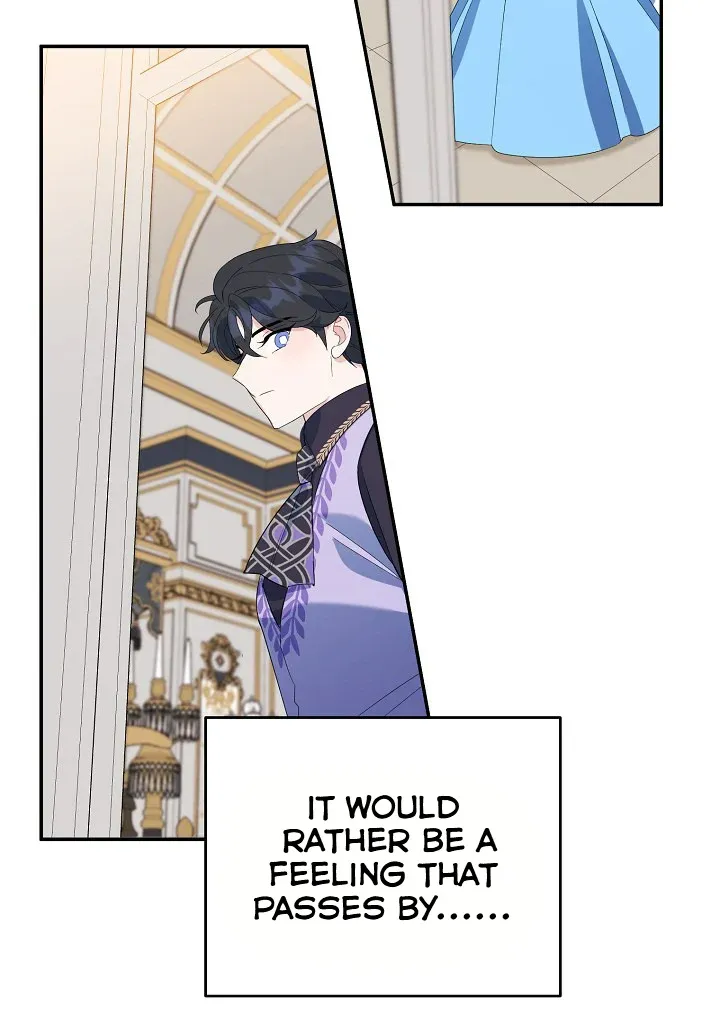 IT WOULD
RATHER BE A
FEELING THAT
PASSES BY......